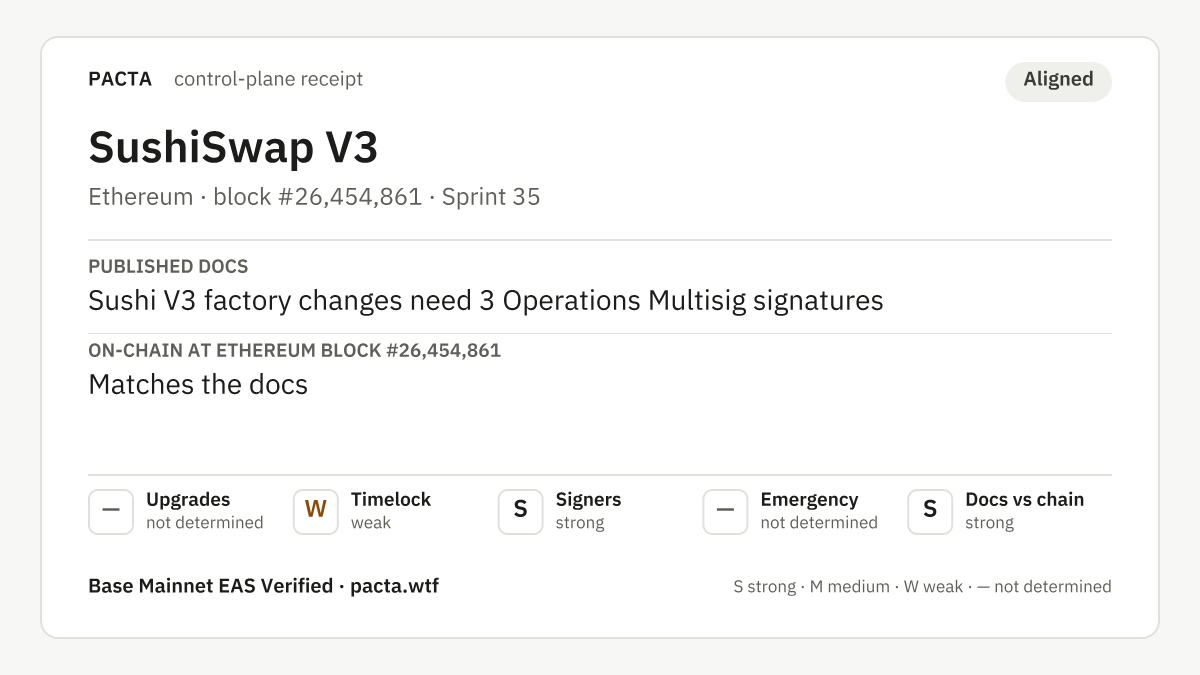 PACTA control-plane receipt
Aligned
SushiSwap V3
Ethereum · block #26,454,861 · Sprint 35
PUBLISHED DOCS
Sushi V3 factory changes need 3 Operations Multisig signatures
ON-CHAIN AT ETHEREUM BLOCK #26,454,861
Matches the docs
— Upgrades
not determined
W Timelock
weak
S Signers
strong
— Emergency
not determined
S Docs vs chain
strong
Base Mainnet EAS Verified · pacta.wtf
S strong · M medium · W weak · — not determined